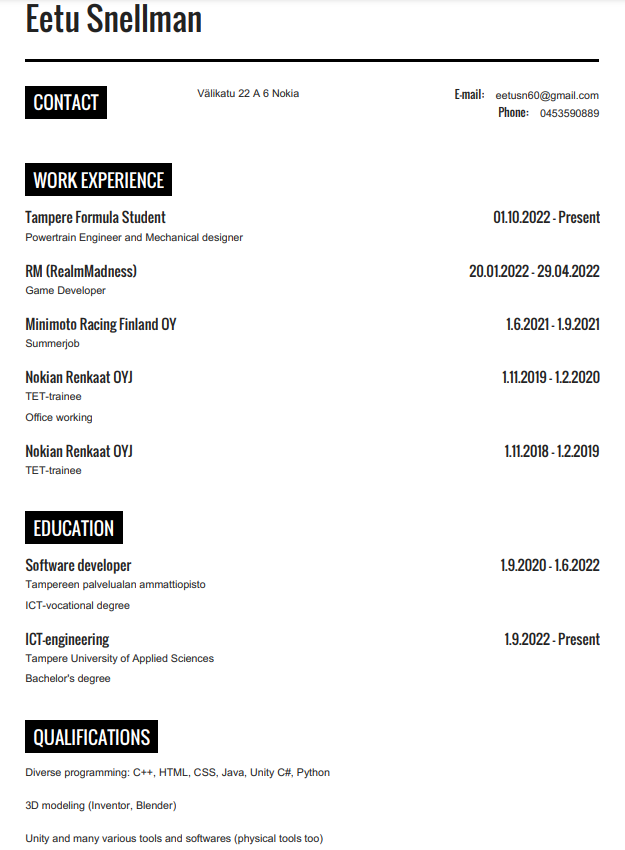 Eetu Snellman
CONTACT
Välikatu 22 A 6 Nokia
E-mail: eetusn60@gmail.com
Phone: 0453590889
WORK EXPERIENCE
Tampere Formula Student 01.10.2022 - Present
Powertrain Engineer and Mechanical designer
RM (RealmMadness) 20.01.2022 - 29.04.2022
Game Developer
Minimoto Racing Finland OY 1.6.2021 - 1.9.2021
Summerjob
Nokian Renkaat OYJ 1.11.2019 - 1.2.2020
TET-trainee
Office working
Nokian Renkaat OYJ 1.11.2018 - 1.2.2019
TET-trainee
EDUCATION
Software developer 1.9.2020 - 1.6.2022
Tampereen palvelualan ammattiopisto
ICT-vocational degree
ICT-engineering 1.9.2022 - Present
Tampere University of Applied Sciences
Bachelor's degree
QUALIFICATIONS
Diverse programming: C++, HTML, CSS, Java, Unity C#, Python
3D modeling (Inventor, Blender)
Unity and many various tools and softwares (physical tools too)